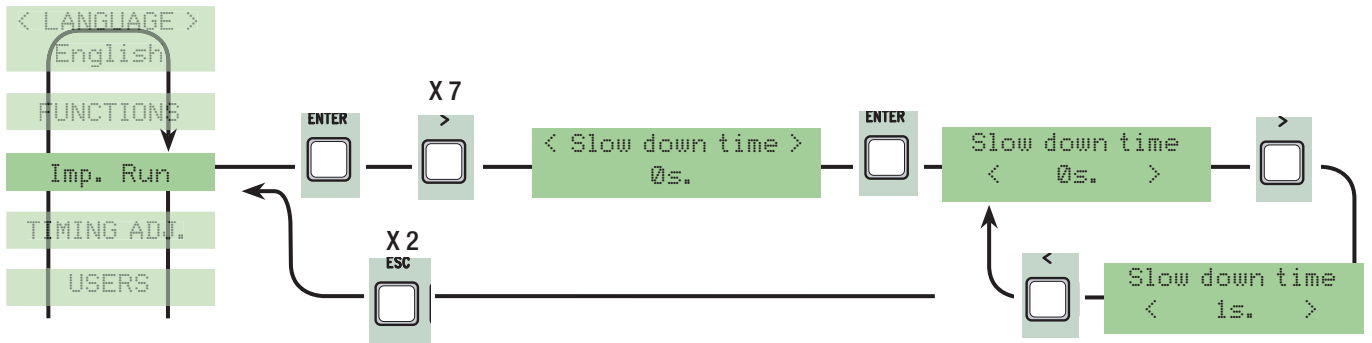 < LANGUAGE >
English
FUNCTIONS
Imp. Run
TIMING ADJ.
USERS
ENTER
X 7
>
< Slow down time >
0s.
ENTER
Slow down time
< 0s. >
>
Slow down time
< 1s. >
<
X 2
ESC